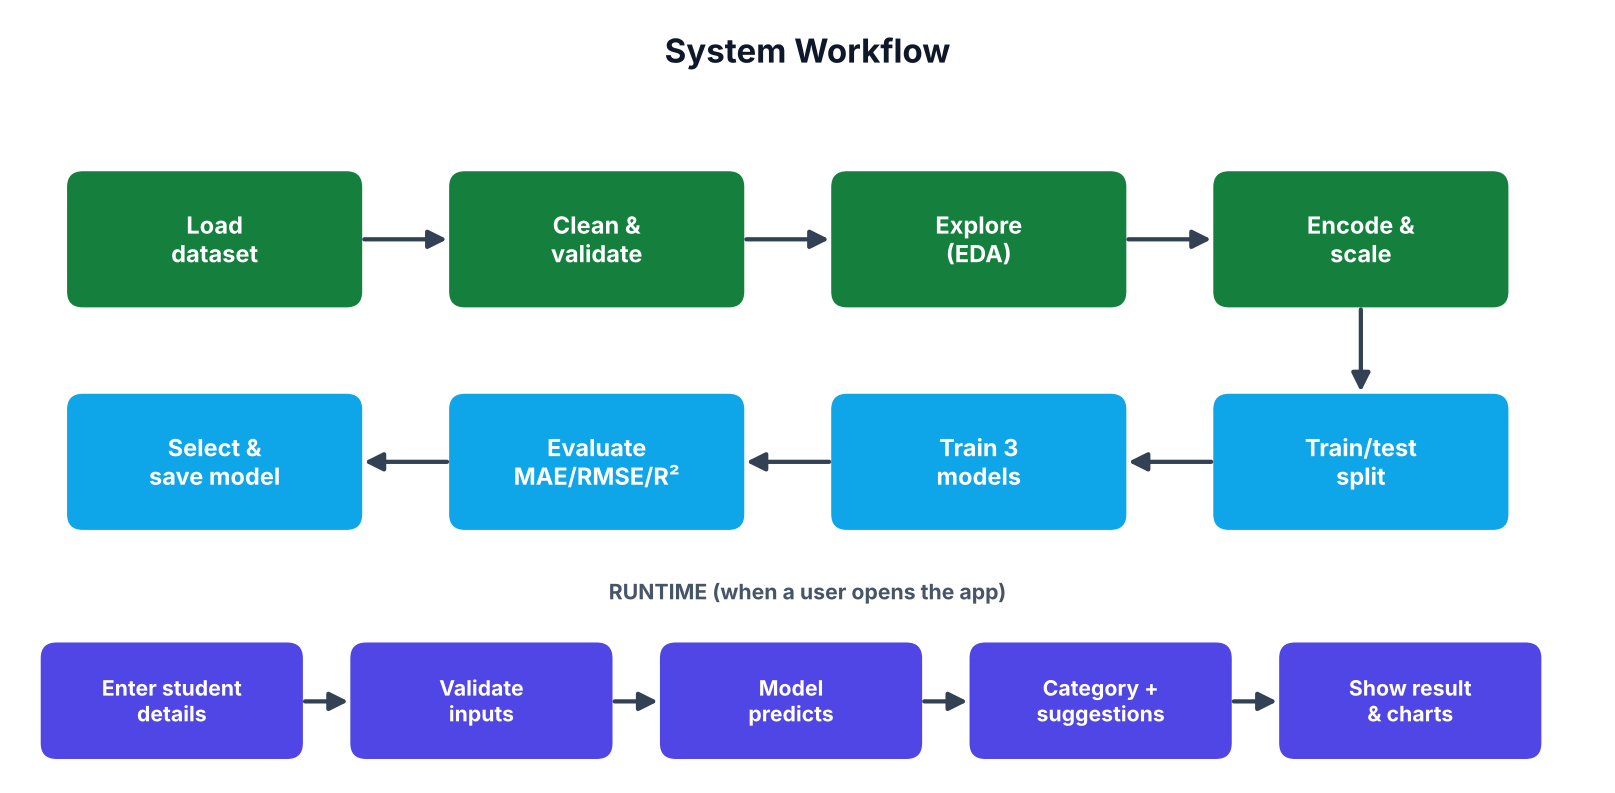 System Workflow
Load
dataset
Clean &
validate
Explore
(EDA)
Encode &
scale
Select &
save model
Evaluate
MAE/RMSE/R²
Train 3
models
Train/test
split
RUNTIME (when a user opens the app)
Enter student
details
Validate
inputs
Model
predicts
Category +
suggestions
Show result
& charts